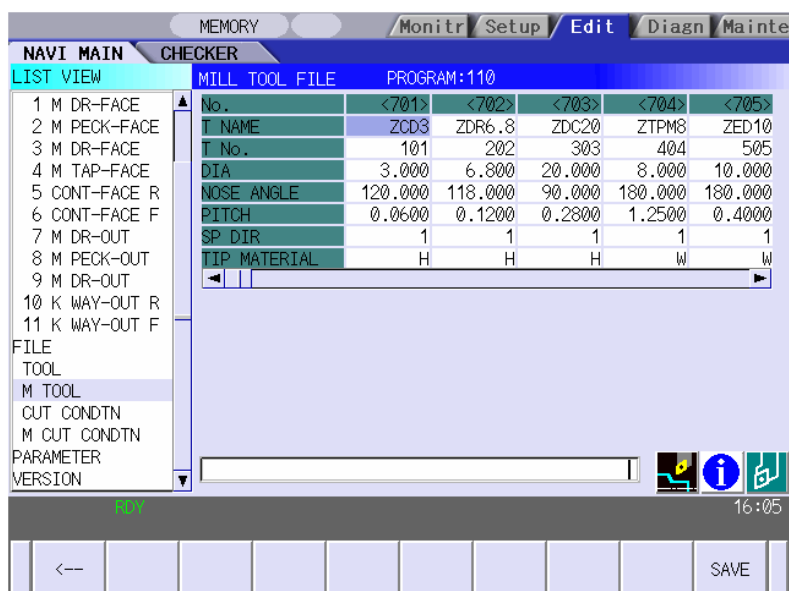 MEMORY Monitr Setup Edit Diagn Mainte
NAVI MAIN CHECKER
LIST VIEW
1 M DR-FACE
2 M PECK-FACE
3 M DR-FACE
4 M TAP-FACE
5 CONT-FACE R
6 CONT-FACE F
7 M DR-OUT
8 M PECK-OUT
9 M DR-OUT
10 K WAY-OUT R
11 K WAY-OUT F
FILE
TOOL
M TOOL
CUT CONDTN
M CUT CONDTN
PARAMETER
VERSION
MILL TOOL FILE PROGRAM:110
No. <701> <702> <703> <704> <705>
T NAME ZCD3 ZDR6.8 ZDC20 ZTPM8 ZED10
T No. 101 202 303 404 505
DIA 3.000 6.800 20.000 8.000 10.000
NOSE ANGLE 120.000 118.000 90.000 180.000 180.000
PITCH 0.0600 0.1200 0.2800 1.2500 0.4000
SP DIR 1 1 1 1 1
TIP MATERIAL H H H W W
RDY 16:05
<-- SAVE